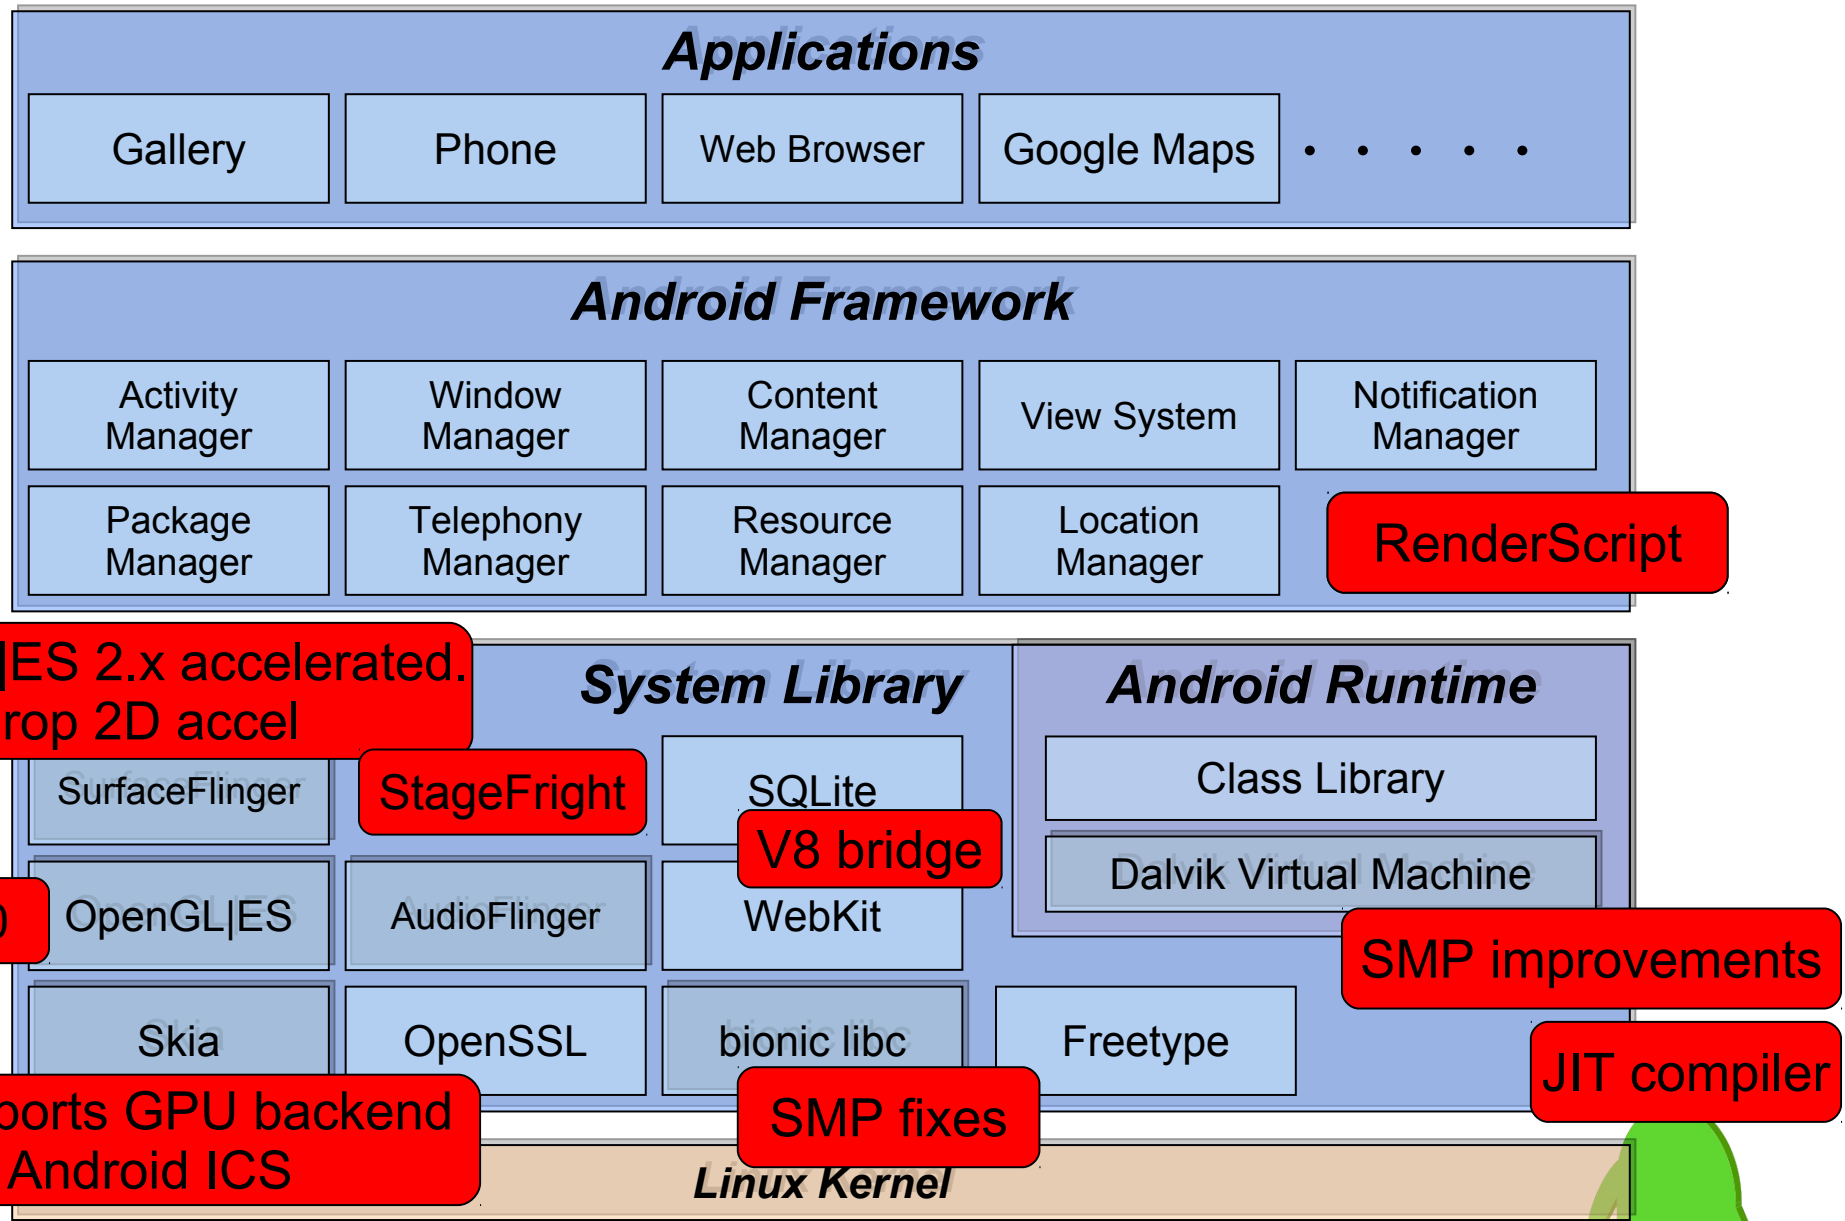 Applications
Gallery
Phone
Web Browser
Google Maps
. . . . .
Android Framework
Activity
Manager
Window
Manager
Content
Manager
View System
Notification
Manager
Package
Manager
Telephony
Manager
Resource
Manager
Location
Manager
RenderScript
|ES 2.x accelerated.
rop 2D accel
System Library
Android Runtime
SurfaceFlinger
StageFright
SQLite
Class Library
V8 bridge
Dalvik Virtual Machine
OpenGL|ES
AudioFlinger
WebKit
SMP improvements
Skia
OpenSSL
bionic libc
Freetype
JIT compiler
ports GPU backend
Android ICS
SMP fixes
Linux Kernel